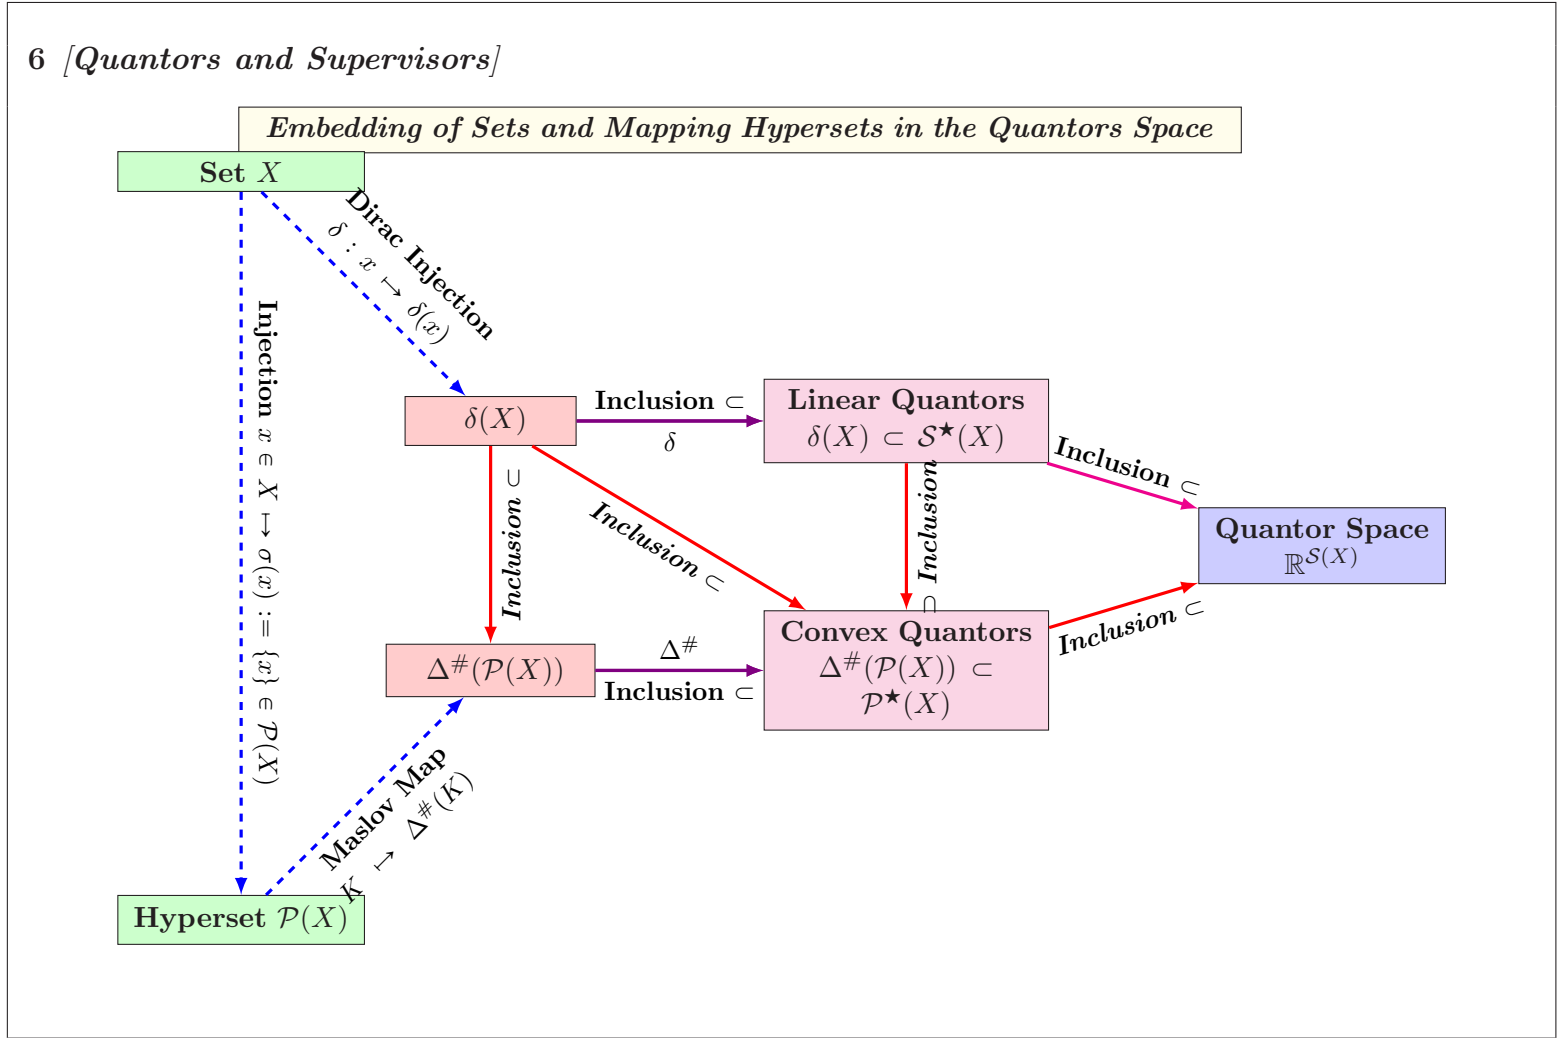 6 [Quantors and Supervisors]
Embedding of Sets and Mapping Hypersets in the Quantors Space
Set X
Dirac Injection
δ : x ↦ δ(x)
Injection x ∈ X ↦ σ(x) := {x} ∈ 𝒫(X)
δ(X)
Inclusion ⊂
δ
Linear Quantors
δ(X) ⊂ 𝒮★(X)
Inclusion ⊂
Inclusion ⊂
Inclusion ⊂
⊂ Inclusion
Quantor Space
ℝ^𝒮(X)
Δ#(𝒫(X))
Δ#
Inclusion ⊂
Convex Quantors
Δ#(𝒫(X)) ⊂
𝒫★(X)
Inclusion ⊂
Maslov Map
K ↦ Δ#(K)
Hyperset 𝒫(X)